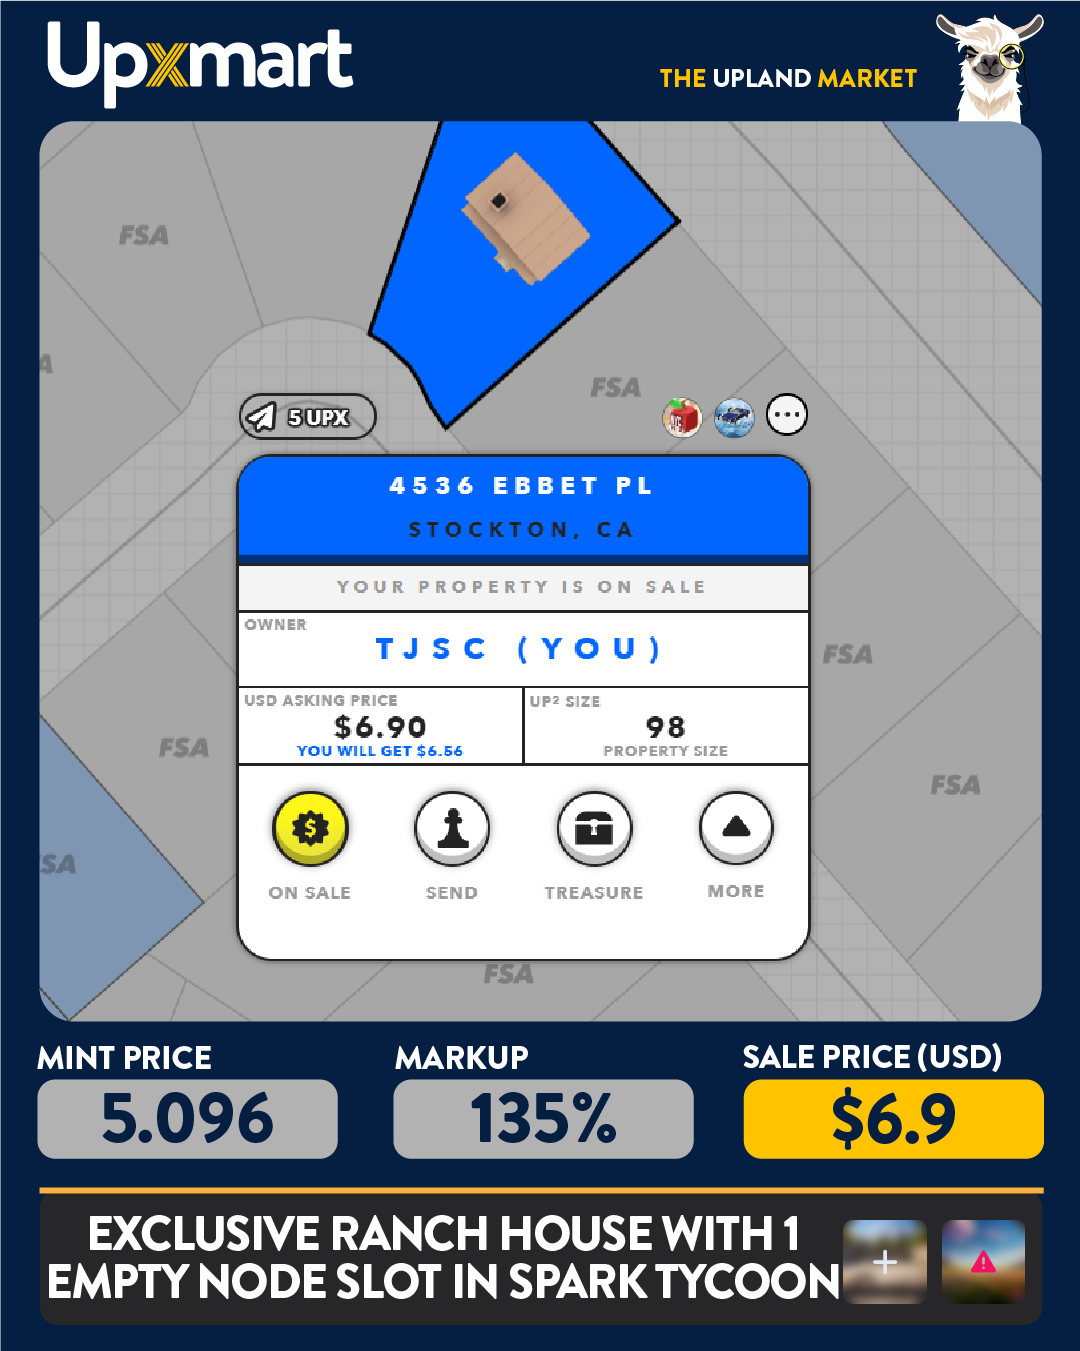 Upxmart
THE UPLAND MARKET
FSA
A
FSA
5 UPX
4536 EBBET PL
STOCKTON, CA
YOUR PROPERTY IS ON SALE
OWNER
TJSC (YOU)
FSA
USD ASKING PRICE
$6.90
YOU WILL GET $6.56
UP² SIZE
98
PROPERTY SIZE
FSA
FSA
SA
ON SALE
SEND
TREASURE
MORE
FSA
MINT PRICE
5.096
MARKUP
135%
SALE PRICE (USD)
$6.9
EXCLUSIVE RANCH HOUSE WITH 1
EMPTY NODE SLOT IN SPARK TYCOON